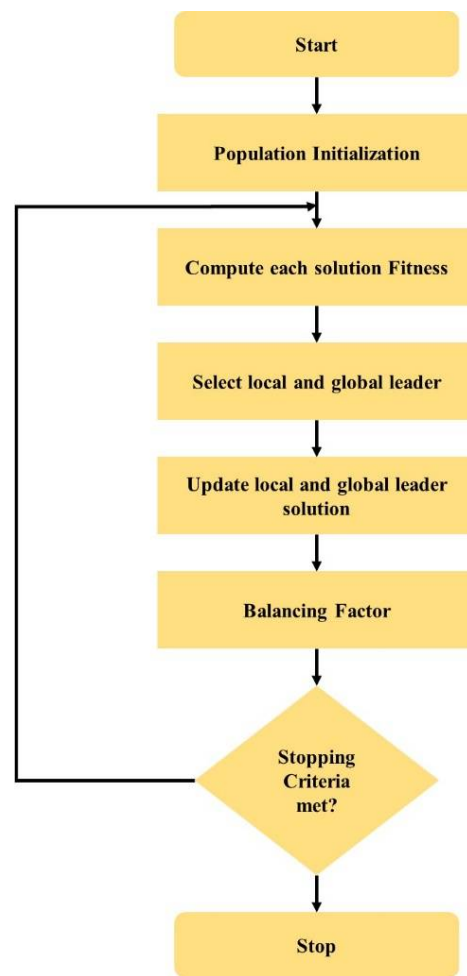 Start
Population Initialization
Compute each solution Fitness
Select local and global leader
Update local and global leader
solution
Balancing Factor
Stopping
Criteria
met?
Stop